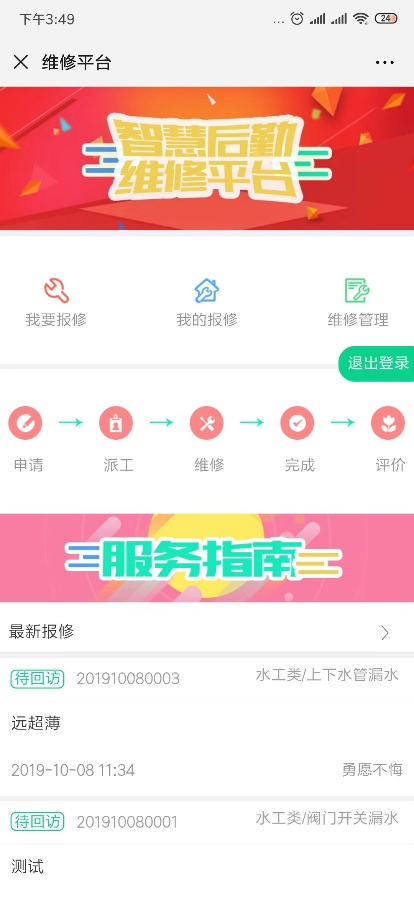 下午3:49
... 24
维修平台
智慧后勤
维修平台
我要报修 我的报修 维修管理
退出登录
申请 派工 维修 完成 评价
服务指南
最新报修
待回访 201910080003 水工类/上下水管漏水
远超薄
2019-10-08 11:34 勇愿不悔
待回访 201910080001 水工类/阀门开关漏水
测试